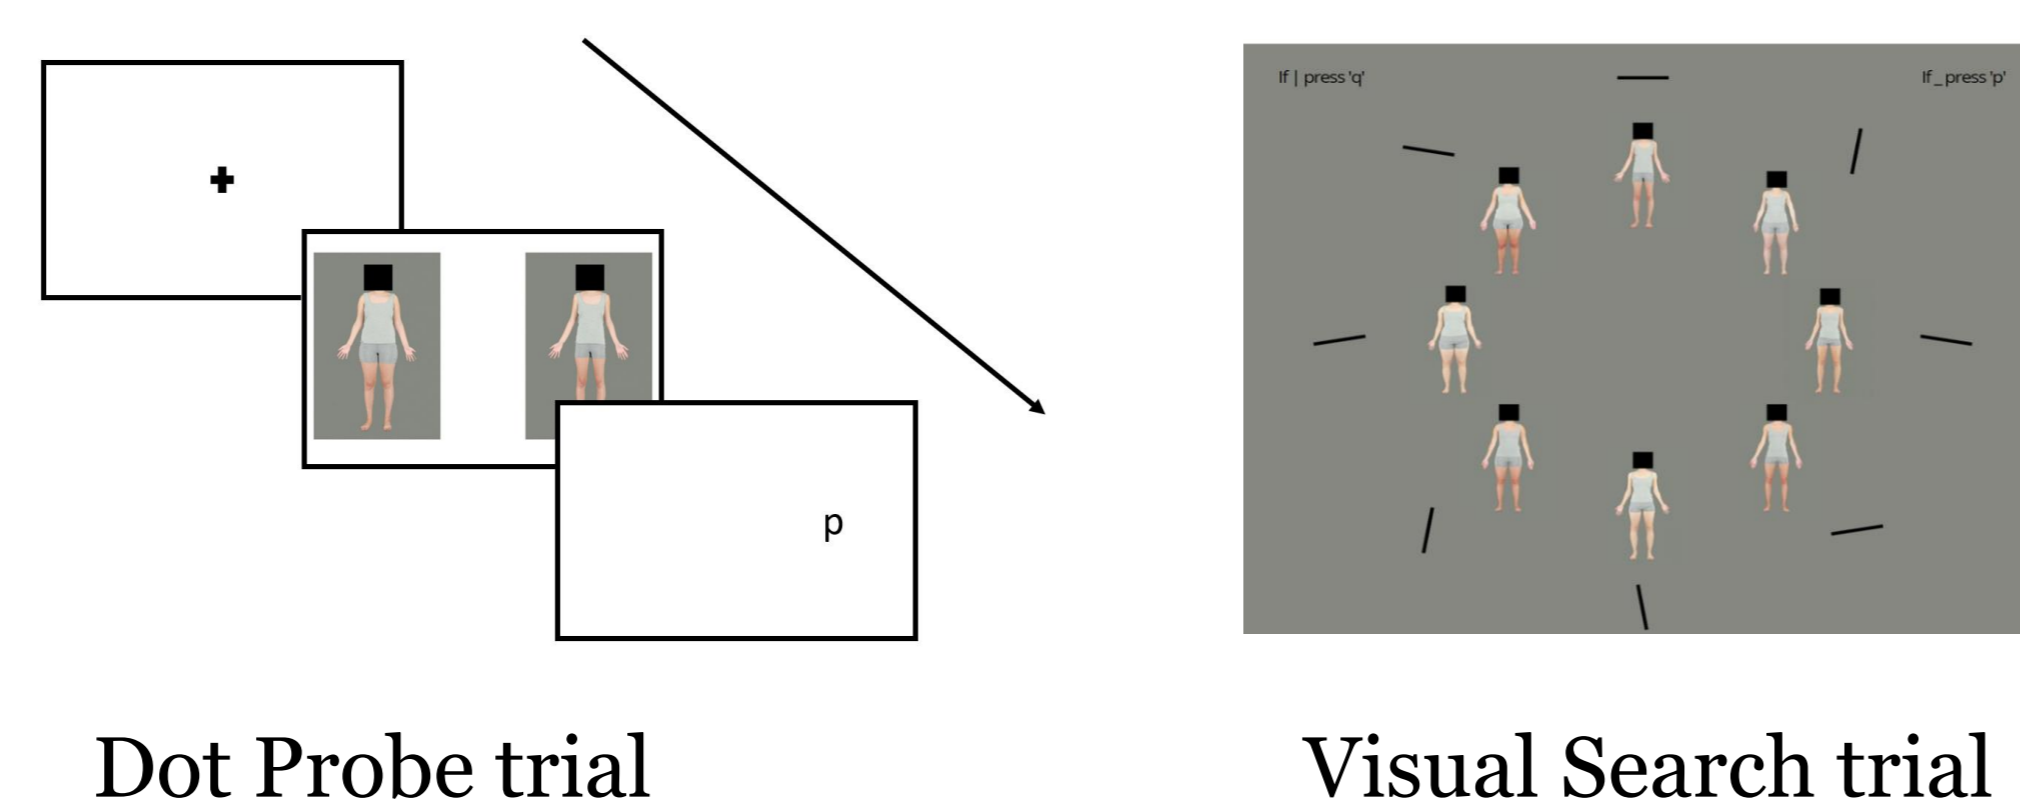 If | press 'q'
If _ press 'p'
p
Dot Probe trial
Visual Search trial